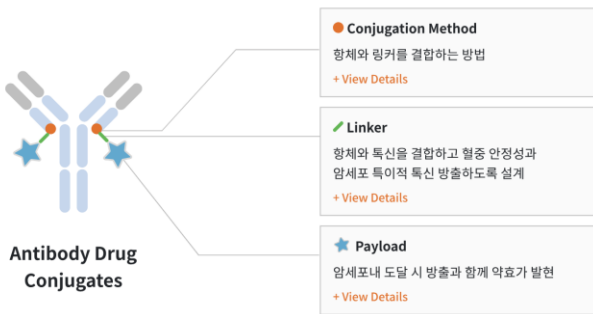 Conjugation Method
항체와 링커를 결합하는 방법
+ View Details
Linker
항체와 톡신을 결합하고 혈중 안정성과
암세포 특이적 톡신 방출하도록 설계
+ View Details
Payload
암세포내 도달 시 방출과 함께 약효가 발현
+ View Details
Antibody Drug
Conjugates